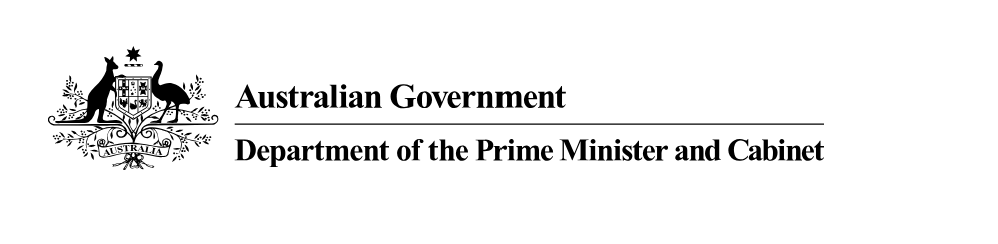 Australian Government
Department of the Prime Minister and Cabinet
AUSTRALIA